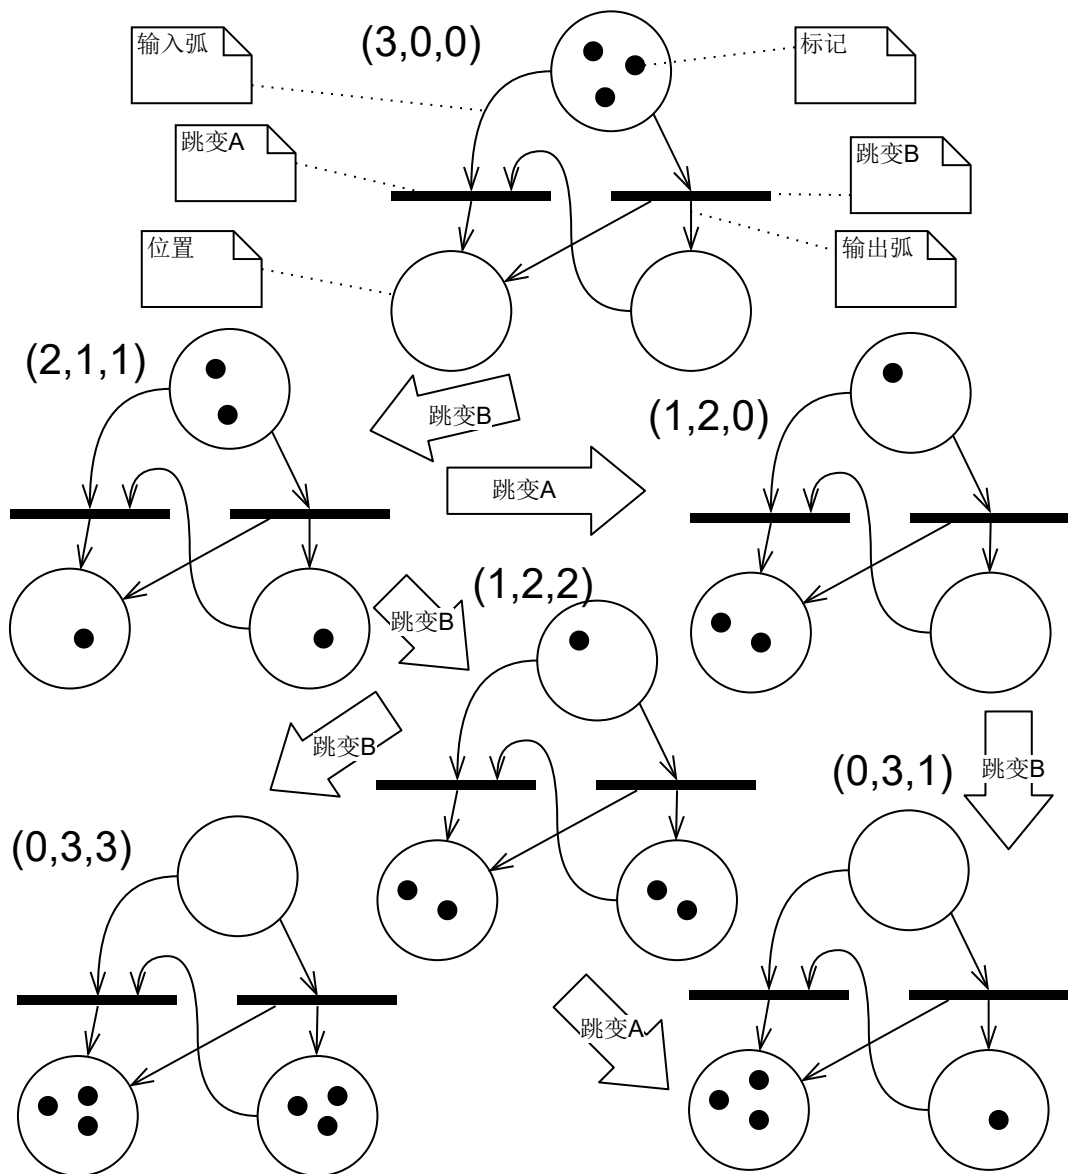 输入弧
(3,0,0)
标记
跳变A
跳变B
位置
输出弧
(2,1,1)
跳变B
(1,2,0)
跳变A
(1,2,2)
跳变B
跳变B
(0,3,1)
跳变B
(0,3,3)
跳变A